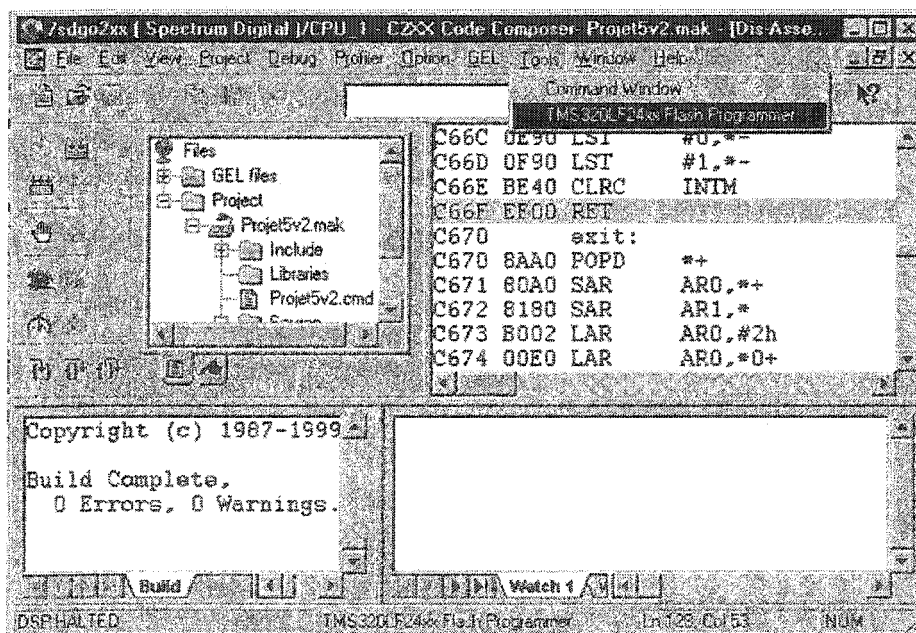 /sdgo2xx [ Spectrum Digital ]/CPU_1 - C2XX Code Composer- Projet5v2.mak - [Dis-Asse...
File Edit View Project Debug Profiler Option GEL Tools Window Help
Command Window
TMS320LF24xx Flash Programmer
Files
GEL files
Project
Projet5v2.mak
Include
Libraries
Projet5v2.cmd
Source
C66C 0E90 LST #0,*-
C66D 0F90 LST #1,*-
C66E BE40 CLRC INTM
C66F EF00 RET
C670 exit:
C670 8AA0 POPD *+
C671 80A0 SAR AR0,*+
C672 8180 SAR AR1,*
C673 B002 LAR AR0,#2h
C674 00E0 LAR AR0,*0+
Copyright (c) 1987-1999
Build Complete,
0 Errors, 0 Warnings.
Build
Watch 1
DSP HALTED
TMS320LF24xx Flash Programmer
Ln 123, Col 53
NUM